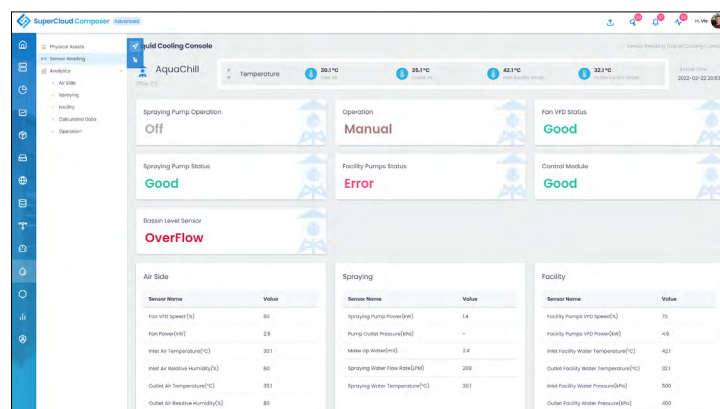 SuperCloud Composer Advanced
Hi, Vic
Physical Assets
Sensor Reading
Analytics
Air Side
Spraying
Facility
Calculated Data
Operation
quid Cooling Console
Sensor Reading /Liquid Cooling
AquaChill
Temperature
30.1 °C
35.1 °C
42.1 °C
32.1 °C
Update Time
2022-02-22 20:53
Spraying Pump Operation
Off
Operation
Manual
Fan VFD Status
Good
Spraying Pump Status
Good
Facility Pumps Status
Error
Control Module
Good
Bassin Level Sensor
OverFlow
Air Side
Sensor Name Value
Fan VFD Speed (%) 80
Fan Power(kW) 2.5
Inlet Air Temperature(°C) 30.1
Inlet Air Relative Humidity(%) 60
Outlet Air Temperature(°C) 35.1
Outlet Air Relative Humidity(%) 80
Spraying
Sensor Name Value
Spraying Pump Power(kW) 1.4
Pump Outlet Pressure(kPa) -
Make Up Water(m3) 2.4
Spraying Water Flow Rate(LPM) 200
Spraying Water Temperature(°C) 30.1
Facility
Sensor Name Value
Facility Pumps VFD Speed(%) 70
Facility Pumps VFD Power(kW) 4.5
Inlet Facility Water Temperature(°C) 42.1
Outlet Facility Water Temperature(°C) 32.1
Inlet Facility Water Pressure(kPa) 500
Outlet Facility Water Pressure(kPa) 400